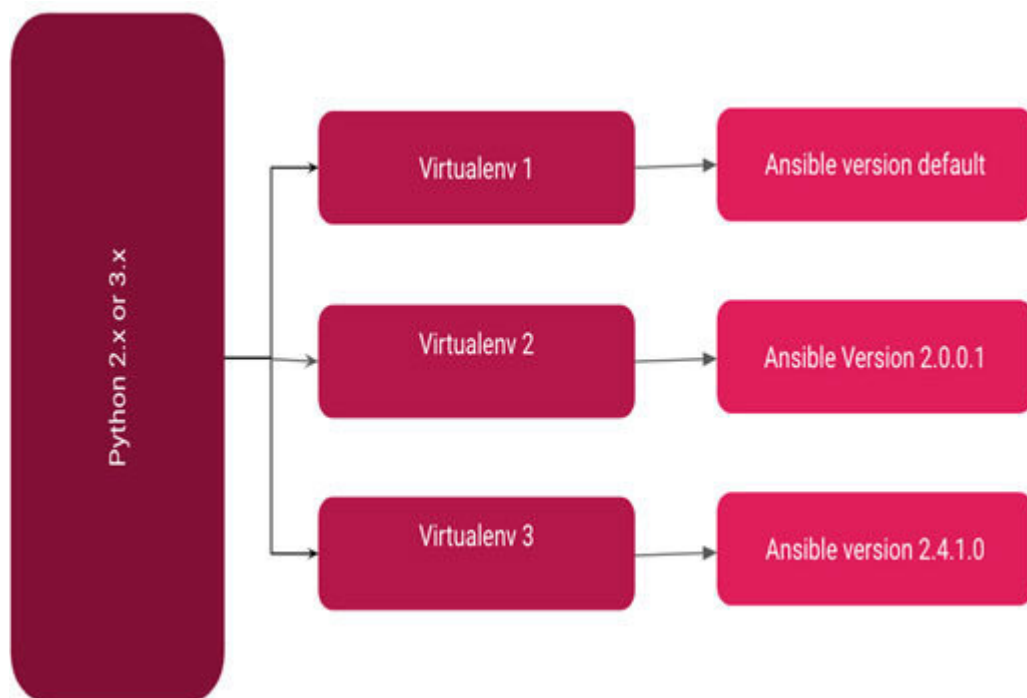 Python 2.x or 3.x
Virtualenv 1
Ansible version default
Virtualenv 2
Ansible Version 2.0.0.1
Virtualenv 3
Ansible version 2.4.1.0